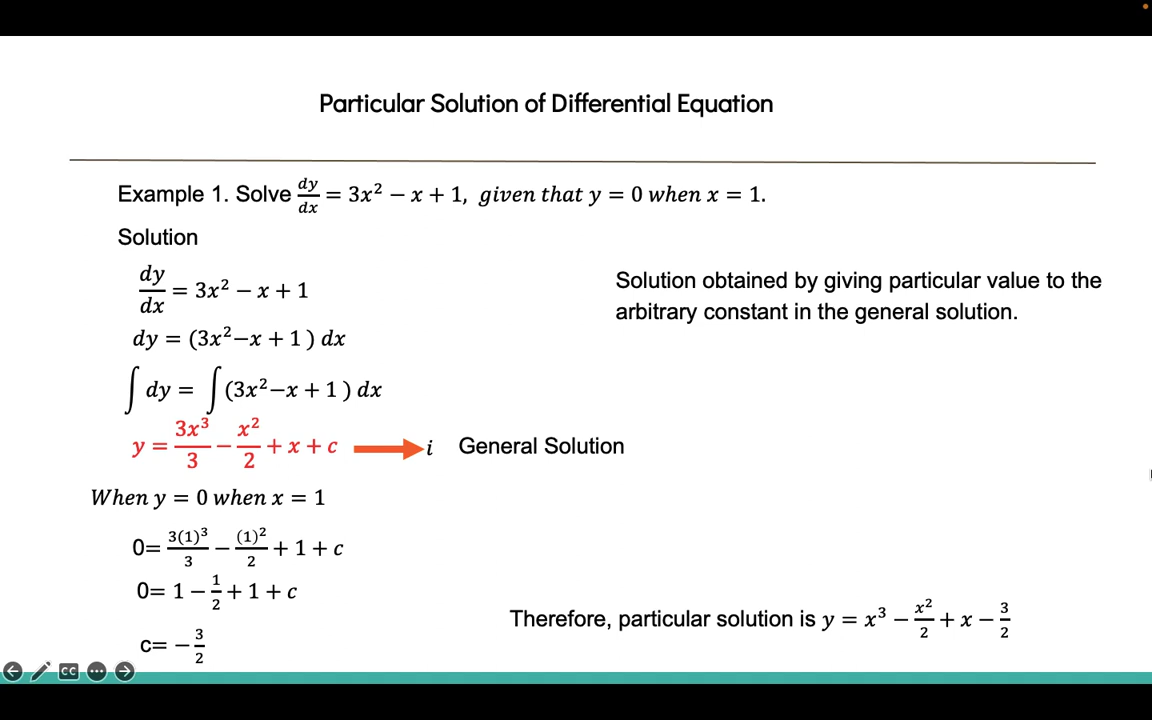 Particular Solution of Differential Equation
Example 1. Solve dy/dx = 3x² − x + 1, given that y = 0 when x = 1.
Solution
dy/dx = 3x² − x + 1
Solution obtained by giving particular value to the
arbitrary constant in the general solution.
dy = (3x²−x + 1 ) dx
∫ dy = ∫ (3x²−x + 1 ) dx
y = 3x³/3 − x²/2 + x + c i General Solution
When y = 0 when x = 1
0= 3(1)³/3 − (1)²/2 + 1 + c
0= 1 − 1/2 + 1 + c
c= − 3/2
Therefore, particular solution is y = x³ − x²/2 + x − 3/2
CC